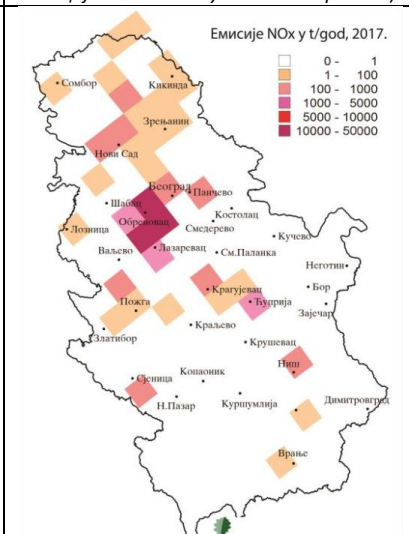 Емисије NOx у t/год, 2017.
0 - 1
1 - 100
100 - 1000
1000 - 5000
5000 - 10000
10000 - 50000
Сомбор
Кикинда
Зрењанин
Нови Сад
Београд
Панчево
Шабац
Обреновац
Костолац
Смедерево
Лозница
Кучево
Ваљево
Лазаревац
См.Паланка
Неготин
Бор
Крагујевац
Ћуприја
Зајечар
Пожга
Краљево
Златибор
Крушевац
Ниш
Сјеница
Копаоник
Н.Пазар
Куршумлија
Димитровград
Врање